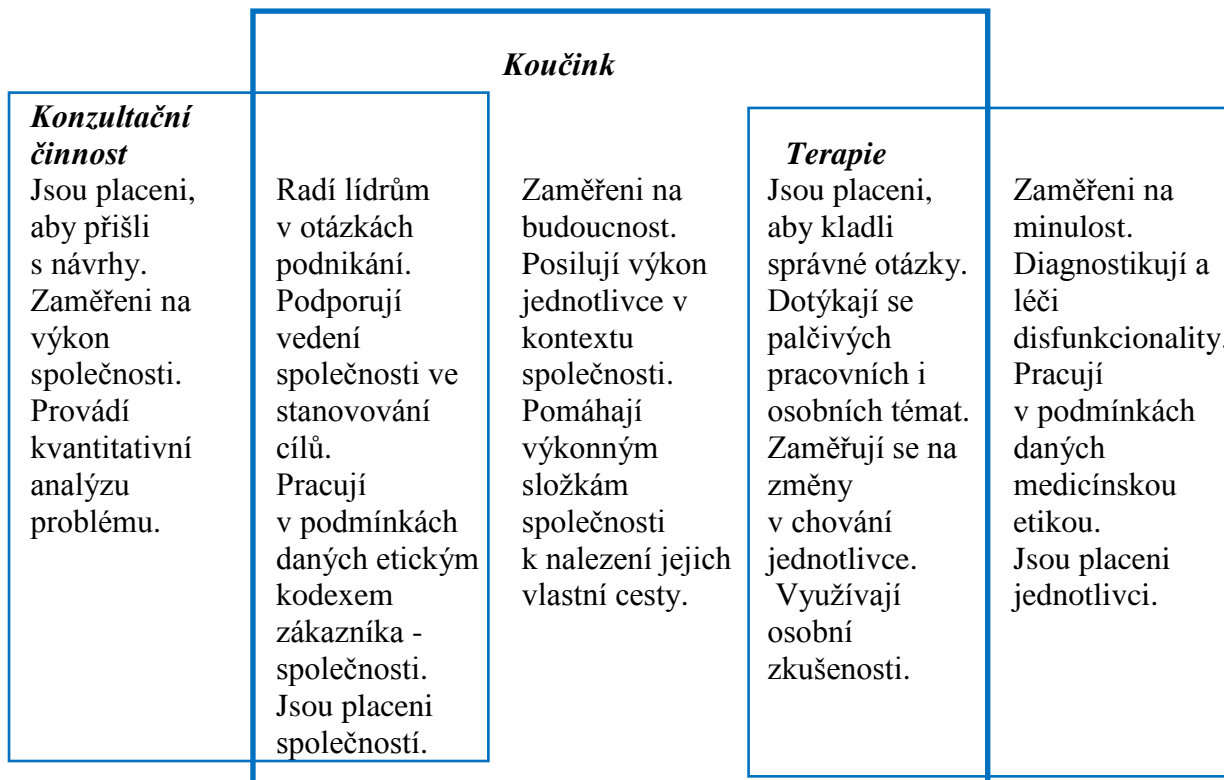 Koučink
Konzultační
činnost
Jsou placeni,
aby přišli
s návrhy.
Zaměřeni na
výkon
společnosti.
Provádí
kvantitativní
analýzu
problému.
Radí lídrům
v otázkách
podnikání.
Podporují
vedení
společnosti ve
stanovování
cílů.
Pracují
v podmínkách
daných etickým
kodexem
zákazníka -
společnosti.
Jsou placeni
společností.
Zaměřeni na
budoucnost.
Posilují výkon
jednotlivce v
kontextu
společnosti.
Pomáhají
výkonným
složkám
společnosti
k nalezení jejich
vlastní cesty.
Terapie
Jsou placeni,
aby kladli
správné otázky.
Dotýkají se
palčivých
pracovních i
osobních témat.
Zaměřují se na
změny
v chování
jednotlivce.
Využívají
osobní
zkušenosti.
Zaměřeni na
minulost.
Diagnostikují a
léči
disfunkcionality.
Pracují
v podmínkách
daných
medicínskou
etikou.
Jsou placeni
jednotlivci.